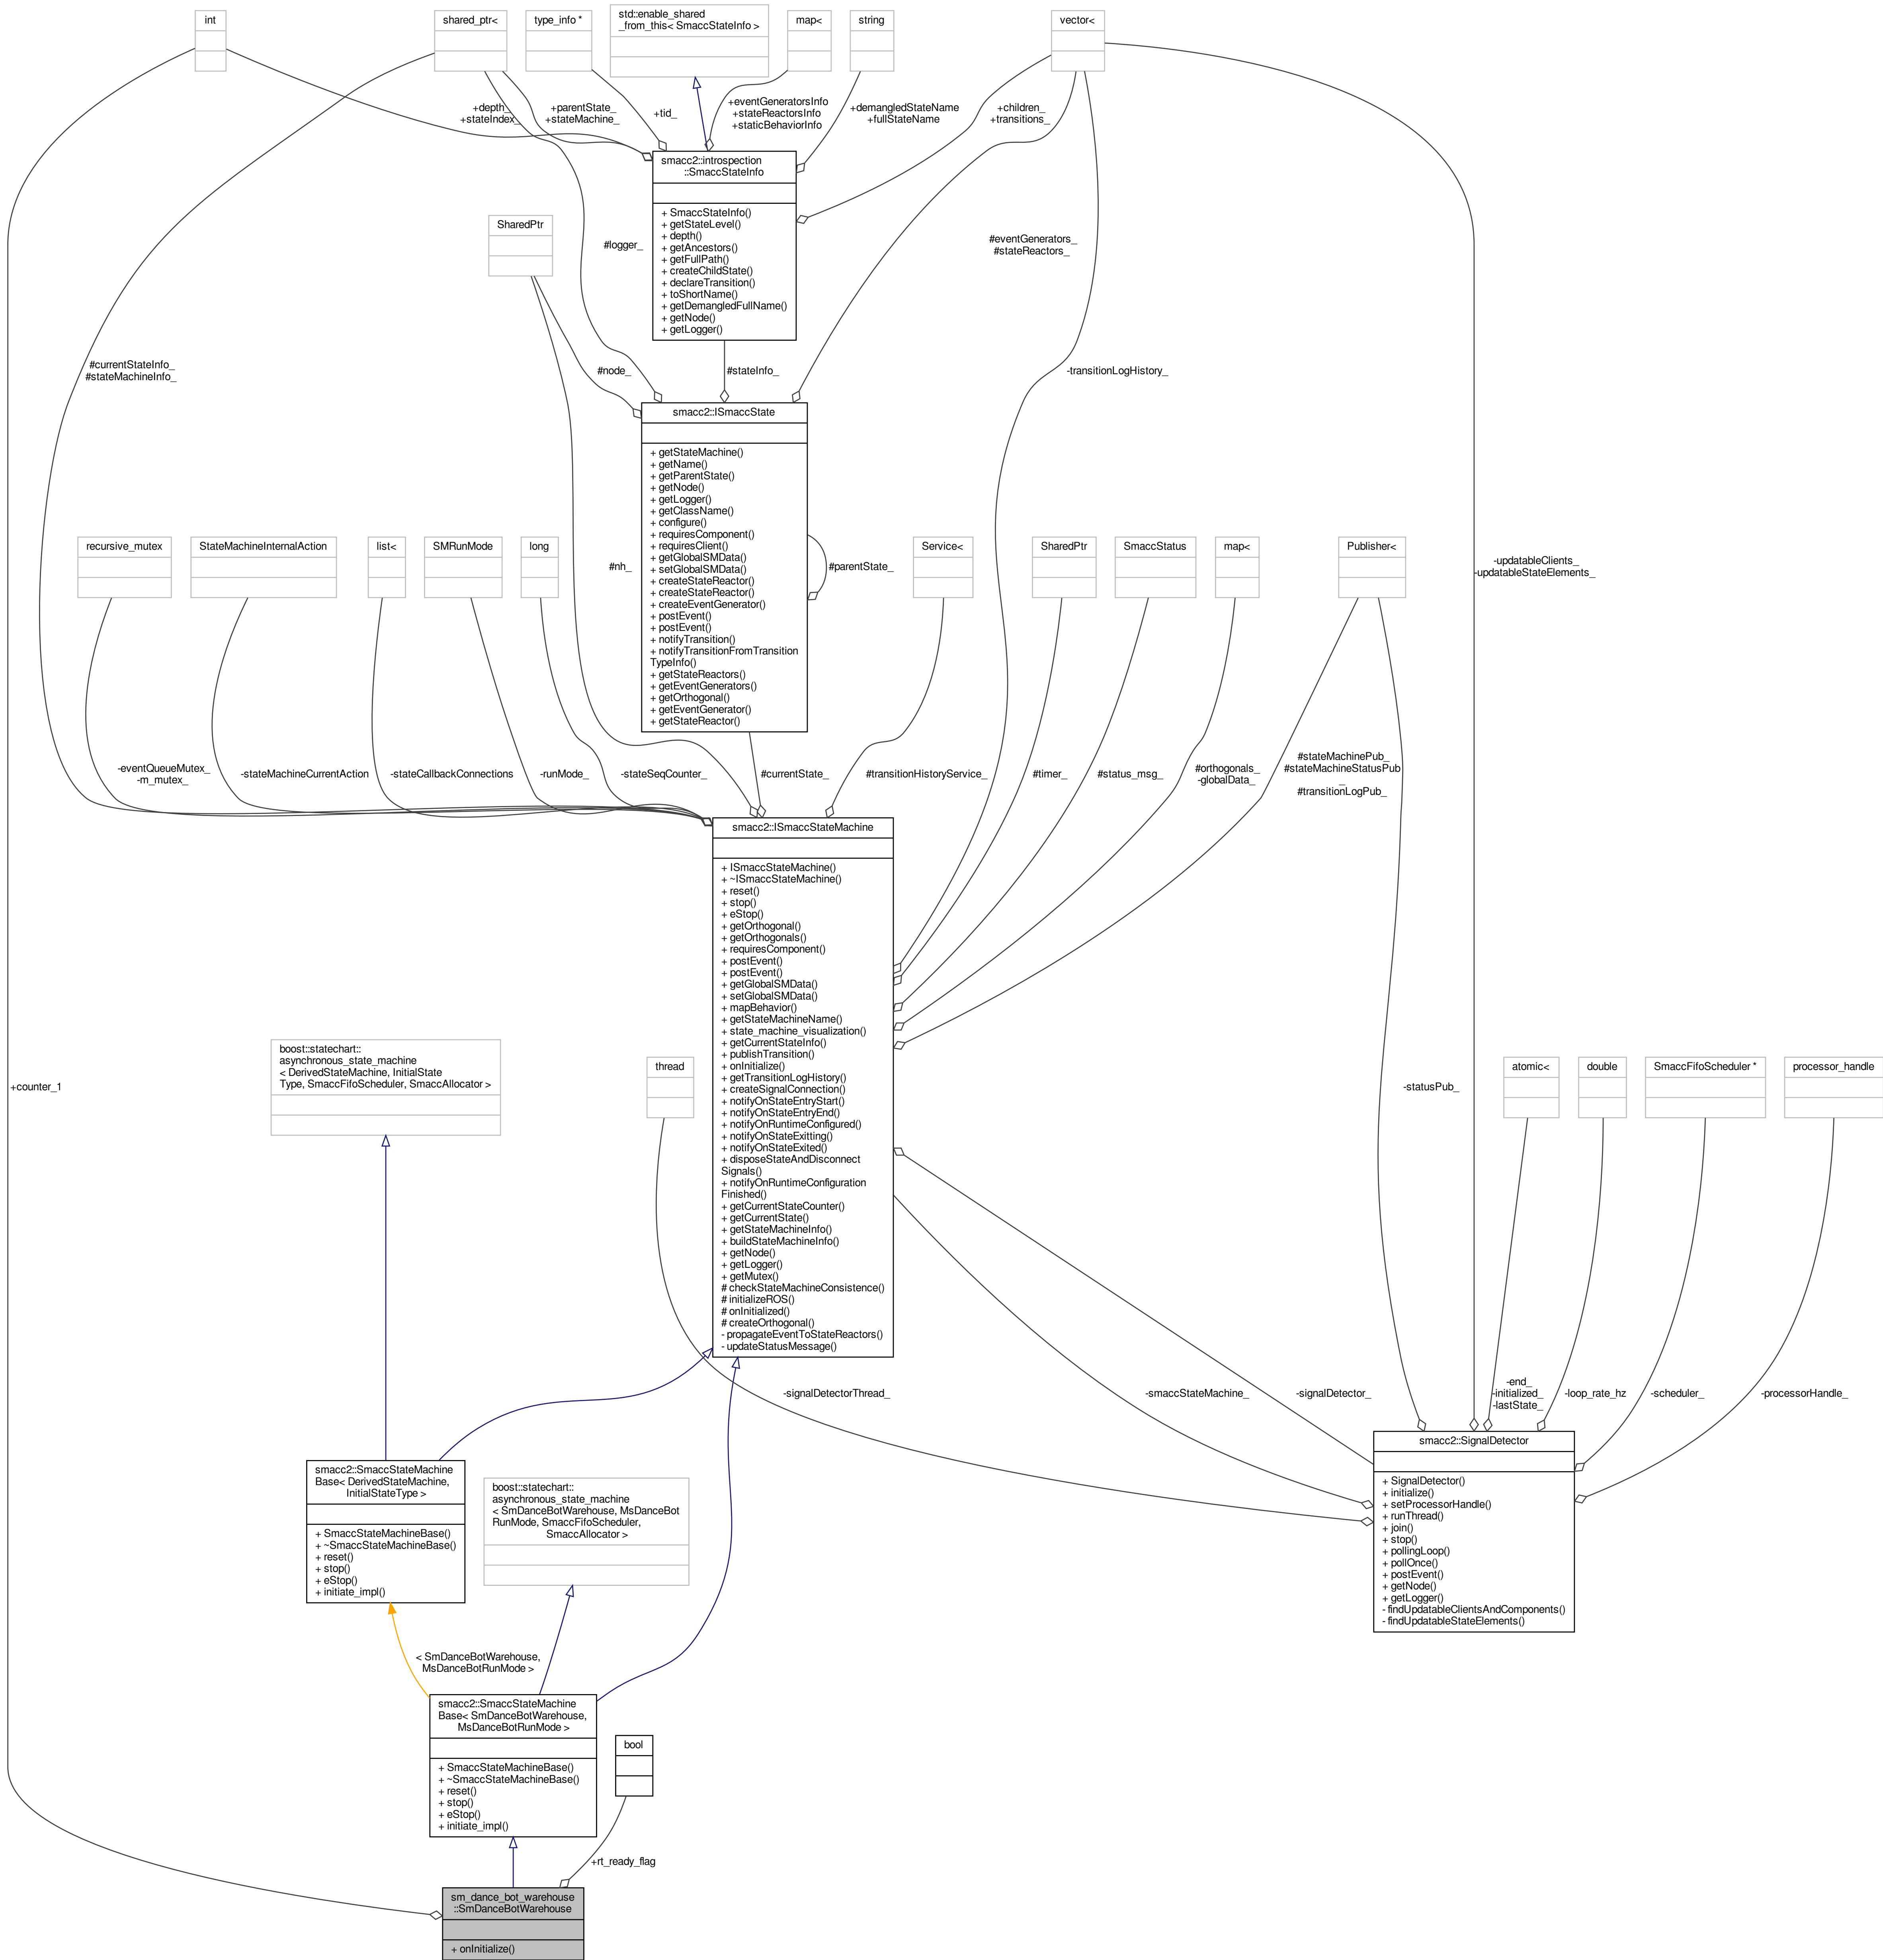 int
shared_ptr<
type_info *
std::enable_shared
_from_this< SmaccStateInfo >
map<
string
vector<
+depth_
+stateIndex_
+parentState_
+stateMachine_
+tid_
+eventGeneratorsInfo
+stateReactorsInfo
+staticBehaviorInfo
+demangledStateName
+fullStateName
+children_
+transitions_
smacc2::introspection
::SmaccStateInfo
+ SmaccStateInfo()
+ getStateLevel()
+ depth()
+ getAncestors()
+ getFullPath()
+ createChildState()
+ declareTransition()
+ toShortName()
+ getDemangledFullName()
+ getNode()
+ getLogger()
SharedPtr
#logger_
#eventGenerators_
#stateReactors_
#currentStateInfo_
#stateMachineInfo_
#node_
#stateInfo_
-transitionLogHistory_
smacc2::ISmaccState
+ getStateMachine()
+ getName()
+ getParentState()
+ getNode()
+ getLogger()
+ getClassName()
+ configure()
+ requiresComponent()
+ requiresClient()
+ getGlobalSMData()
+ setGlobalSMData()
+ createStateReactor()
+ createStateReactor()
+ createEventGenerator()
+ postEvent()
+ postEvent()
+ notifyTransition()
+ notifyTransitionFromTransition
TypeInfo()
+ getStateReactors()
+ getEventGenerators()
+ getOrthogonal()
+ getEventGenerator()
+ getStateReactor()
recursive_mutex
StateMachineInternalAction
list<
SMRunMode
long
#nh_
#parentState_
Service<
SharedPtr
SmaccStatus
map<
Publisher<
-updatableClients_
-updatableStateElements_
-eventQueueMutex_
-m_mutex_
-stateMachineCurrentAction
-stateCallbackConnections
-runMode_
-stateSeqCounter_
#currentState_
#transitionHistoryService_
#timer_
#status_msg_
#orthogonals_
-globalData_
#stateMachinePub_
#stateMachineStatusPub
_
#transitionLogPub_
smacc2::ISmaccStateMachine
+ ISmaccStateMachine()
+ ~ISmaccStateMachine()
+ reset()
+ stop()
+ eStop()
+ getOrthogonal()
+ getOrthogonals()
+ requiresComponent()
+ postEvent()
+ postEvent()
+ getGlobalSMData()
+ setGlobalSMData()
+ mapBehavior()
+ getStateMachineName()
+ state_machine_visualization()
+ getCurrentStateInfo()
+ publishTransition()
+ onInitialize()
+ getTransitionLogHistory()
+ createSignalConnection()
+ notifyOnStateEntryStart()
+ notifyOnStateEntryEnd()
+ notifyOnRuntimeConfigured()
+ notifyOnStateExitting()
+ notifyOnStateExited()
+ disposeStateAndDisconnect
Signals()
+ notifyOnRuntimeConfiguration
Finished()
+ getCurrentStateCounter()
+ getCurrentState()
+ getStateMachineInfo()
+ buildStateMachineInfo()
+ getNode()
+ getLogger()
+ getMutex()
# checkStateMachineConsistence()
# initializeROS()
# onInitialized()
# createOrthogonal()
- propagateEventToStateReactors()
- updateStatusMessage()
+counter_1
boost::statechart::
asynchronous_state_machine
< DerivedStateMachine, InitialState
Type, SmaccFifoScheduler, SmaccAllocator >
thread
-statusPub_
atomic<
double
SmaccFifoScheduler *
processor_handle
-signalDetectorThread_
-smaccStateMachine_
-signalDetector_
-end_
-initialized_
-lastState_
-loop_rate_hz
-scheduler_
-processorHandle_
smacc2::SignalDetector
+ SignalDetector()
+ initialize()
+ setProcessorHandle()
+ runThread()
+ join()
+ stop()
+ pollingLoop()
+ pollOnce()
+ postEvent()
+ getNode()
+ getLogger()
- findUpdatableClientsAndComponents()
- findUpdatableStateElements()
smacc2::SmaccStateMachine
Base< DerivedStateMachine,
InitialStateType >
+ SmaccStateMachineBase()
+ ~SmaccStateMachineBase()
+ reset()
+ stop()
+ eStop()
+ initiate_impl()
boost::statechart::
asynchronous_state_machine
< SmDanceBotWarehouse, MsDanceBot
RunMode, SmaccFifoScheduler,
SmaccAllocator >
< SmDanceBotWarehouse,
MsDanceBotRunMode >
smacc2::SmaccStateMachine
Base< SmDanceBotWarehouse,
MsDanceBotRunMode >
+ SmaccStateMachineBase()
+ ~SmaccStateMachineBase()
+ reset()
+ stop()
+ eStop()
+ initiate_impl()
bool
+rt_ready_flag
sm_dance_bot_warehouse
::SmDanceBotWarehouse
+ onInitialize()